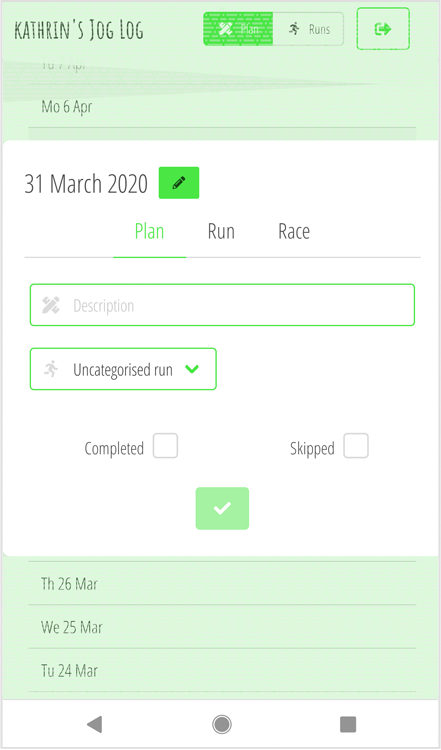 KATHRIN'S JOG LOG
Plan
Runs
Tu 7 Apr
Mo 6 Apr
31 March 2020
Plan Run Race
Description
Uncategorised run
Completed Skipped
Th 26 Mar
We 25 Mar
Tu 24 Mar